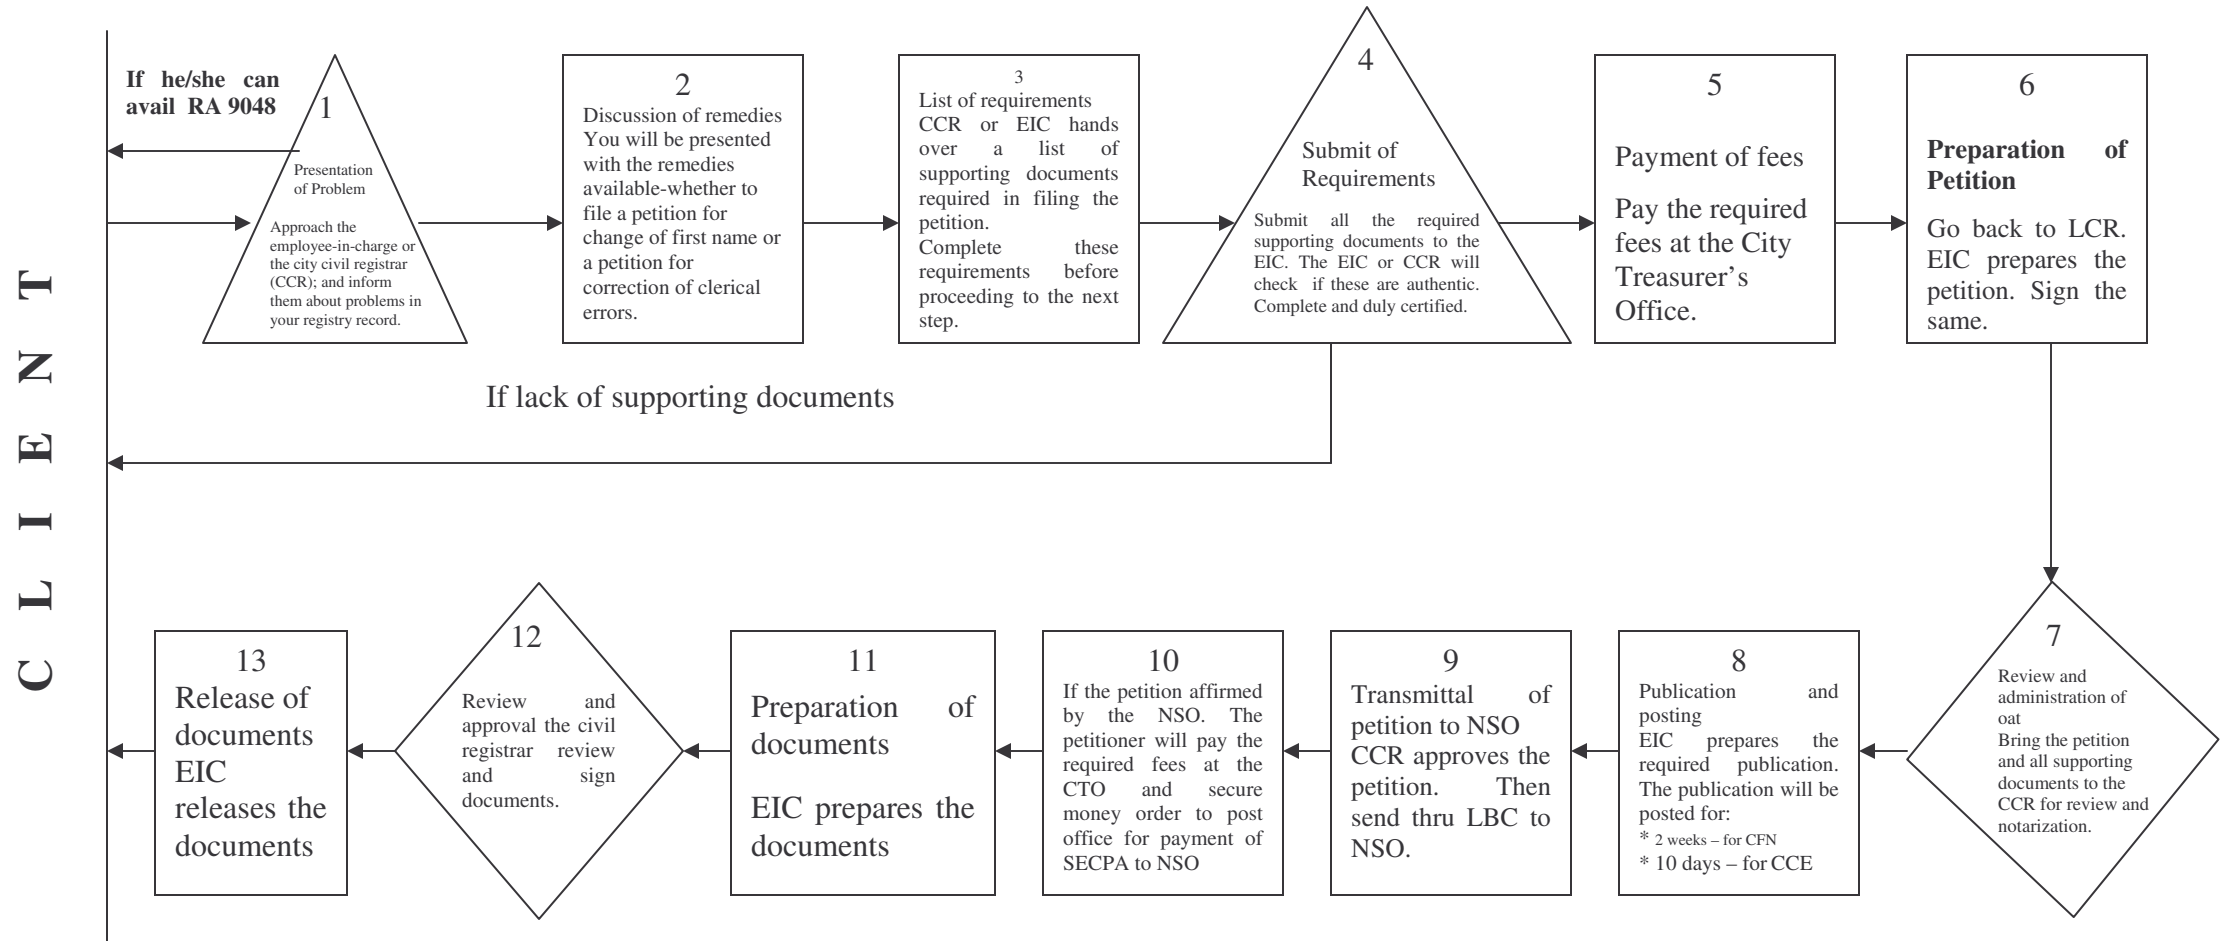 CLIENT
If he/she can
avail RA 9048
1
Presentation
of Problem
Approach the
employee-in-charge or
the city civil registrar
(CCR); and inform
them about problems in
your registry record.
2
Discussion of remedies
You will be presented
with the remedies
available-whether to
file a petition for
change of first name or
a petition for
correction of clerical
errors.
3
List of requirements
CCR or EIC hands
over a list of
supporting documents
required in filing the
petition.
Complete these
requirements before
proceeding to the next
step.
4
Submit of
Requirements
Submit all the required
supporting documents to the
EIC. The EIC or CCR will
check if these are authentic.
Complete and duly certified.
5
Payment of fees
Pay the required
fees at the City
Treasurer’s
Office.
6
Preparation of
Petition
Go back to LCR.
EIC prepares the
petition. Sign the
same.
If lack of supporting documents
7
Review and
administration of
oat
Bring the petition
and all supporting
documents to the
CCR for review and
notarization.
8
Publication and
posting
EIC prepares the
required publication.
The publication will be
posted for:
* 2 weeks – for CFN
* 10 days – for CCE
9
Transmittal of
petition to NSO
CCR approves the
petition. Then
send thru LBC to
NSO.
10
If the petition affirmed
by the NSO. The
petitioner will pay the
required fees at the
CTO and secure
money order to post
office for payment of
SECPA to NSO
11
Preparation of
documents
EIC prepares the
documents
12
Review and
approval the civil
registrar review
and sign
documents.
13
Release of
documents
EIC
releases the
documents